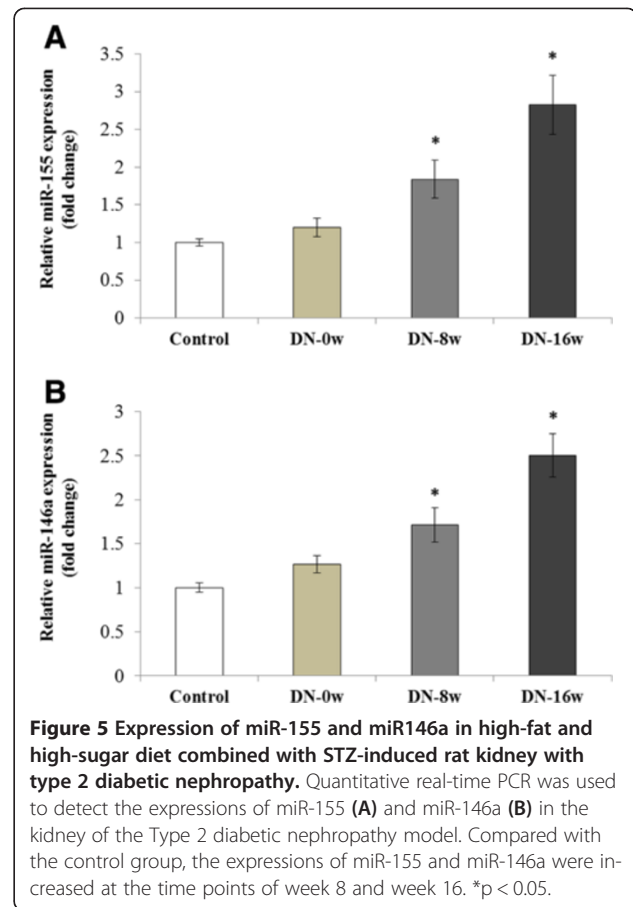 A
Relative miR-155 expression
(fold change)
3.5
3
2.5
2
1.5
1
0.5
0
*
*
Control DN-0w DN-8w DN-16w
B
Relative miR-146a expression
(fold change)
3
2.5
2
1.5
1
0.5
0
*
*
Control DN-0w DN-8w DN-16w
Figure 5 Expression of miR-155 and miR146a in high-fat and
high-sugar diet combined with STZ-induced rat kidney with
type 2 diabetic nephropathy. Quantitative real-time PCR was used
to detect the expressions of miR-155 (A) and miR-146a (B) in the
kidney of the Type 2 diabetic nephropathy model. Compared with
the control group, the expressions of miR-155 and miR-146a were in-
creased at the time points of week 8 and week 16. *p < 0.05.